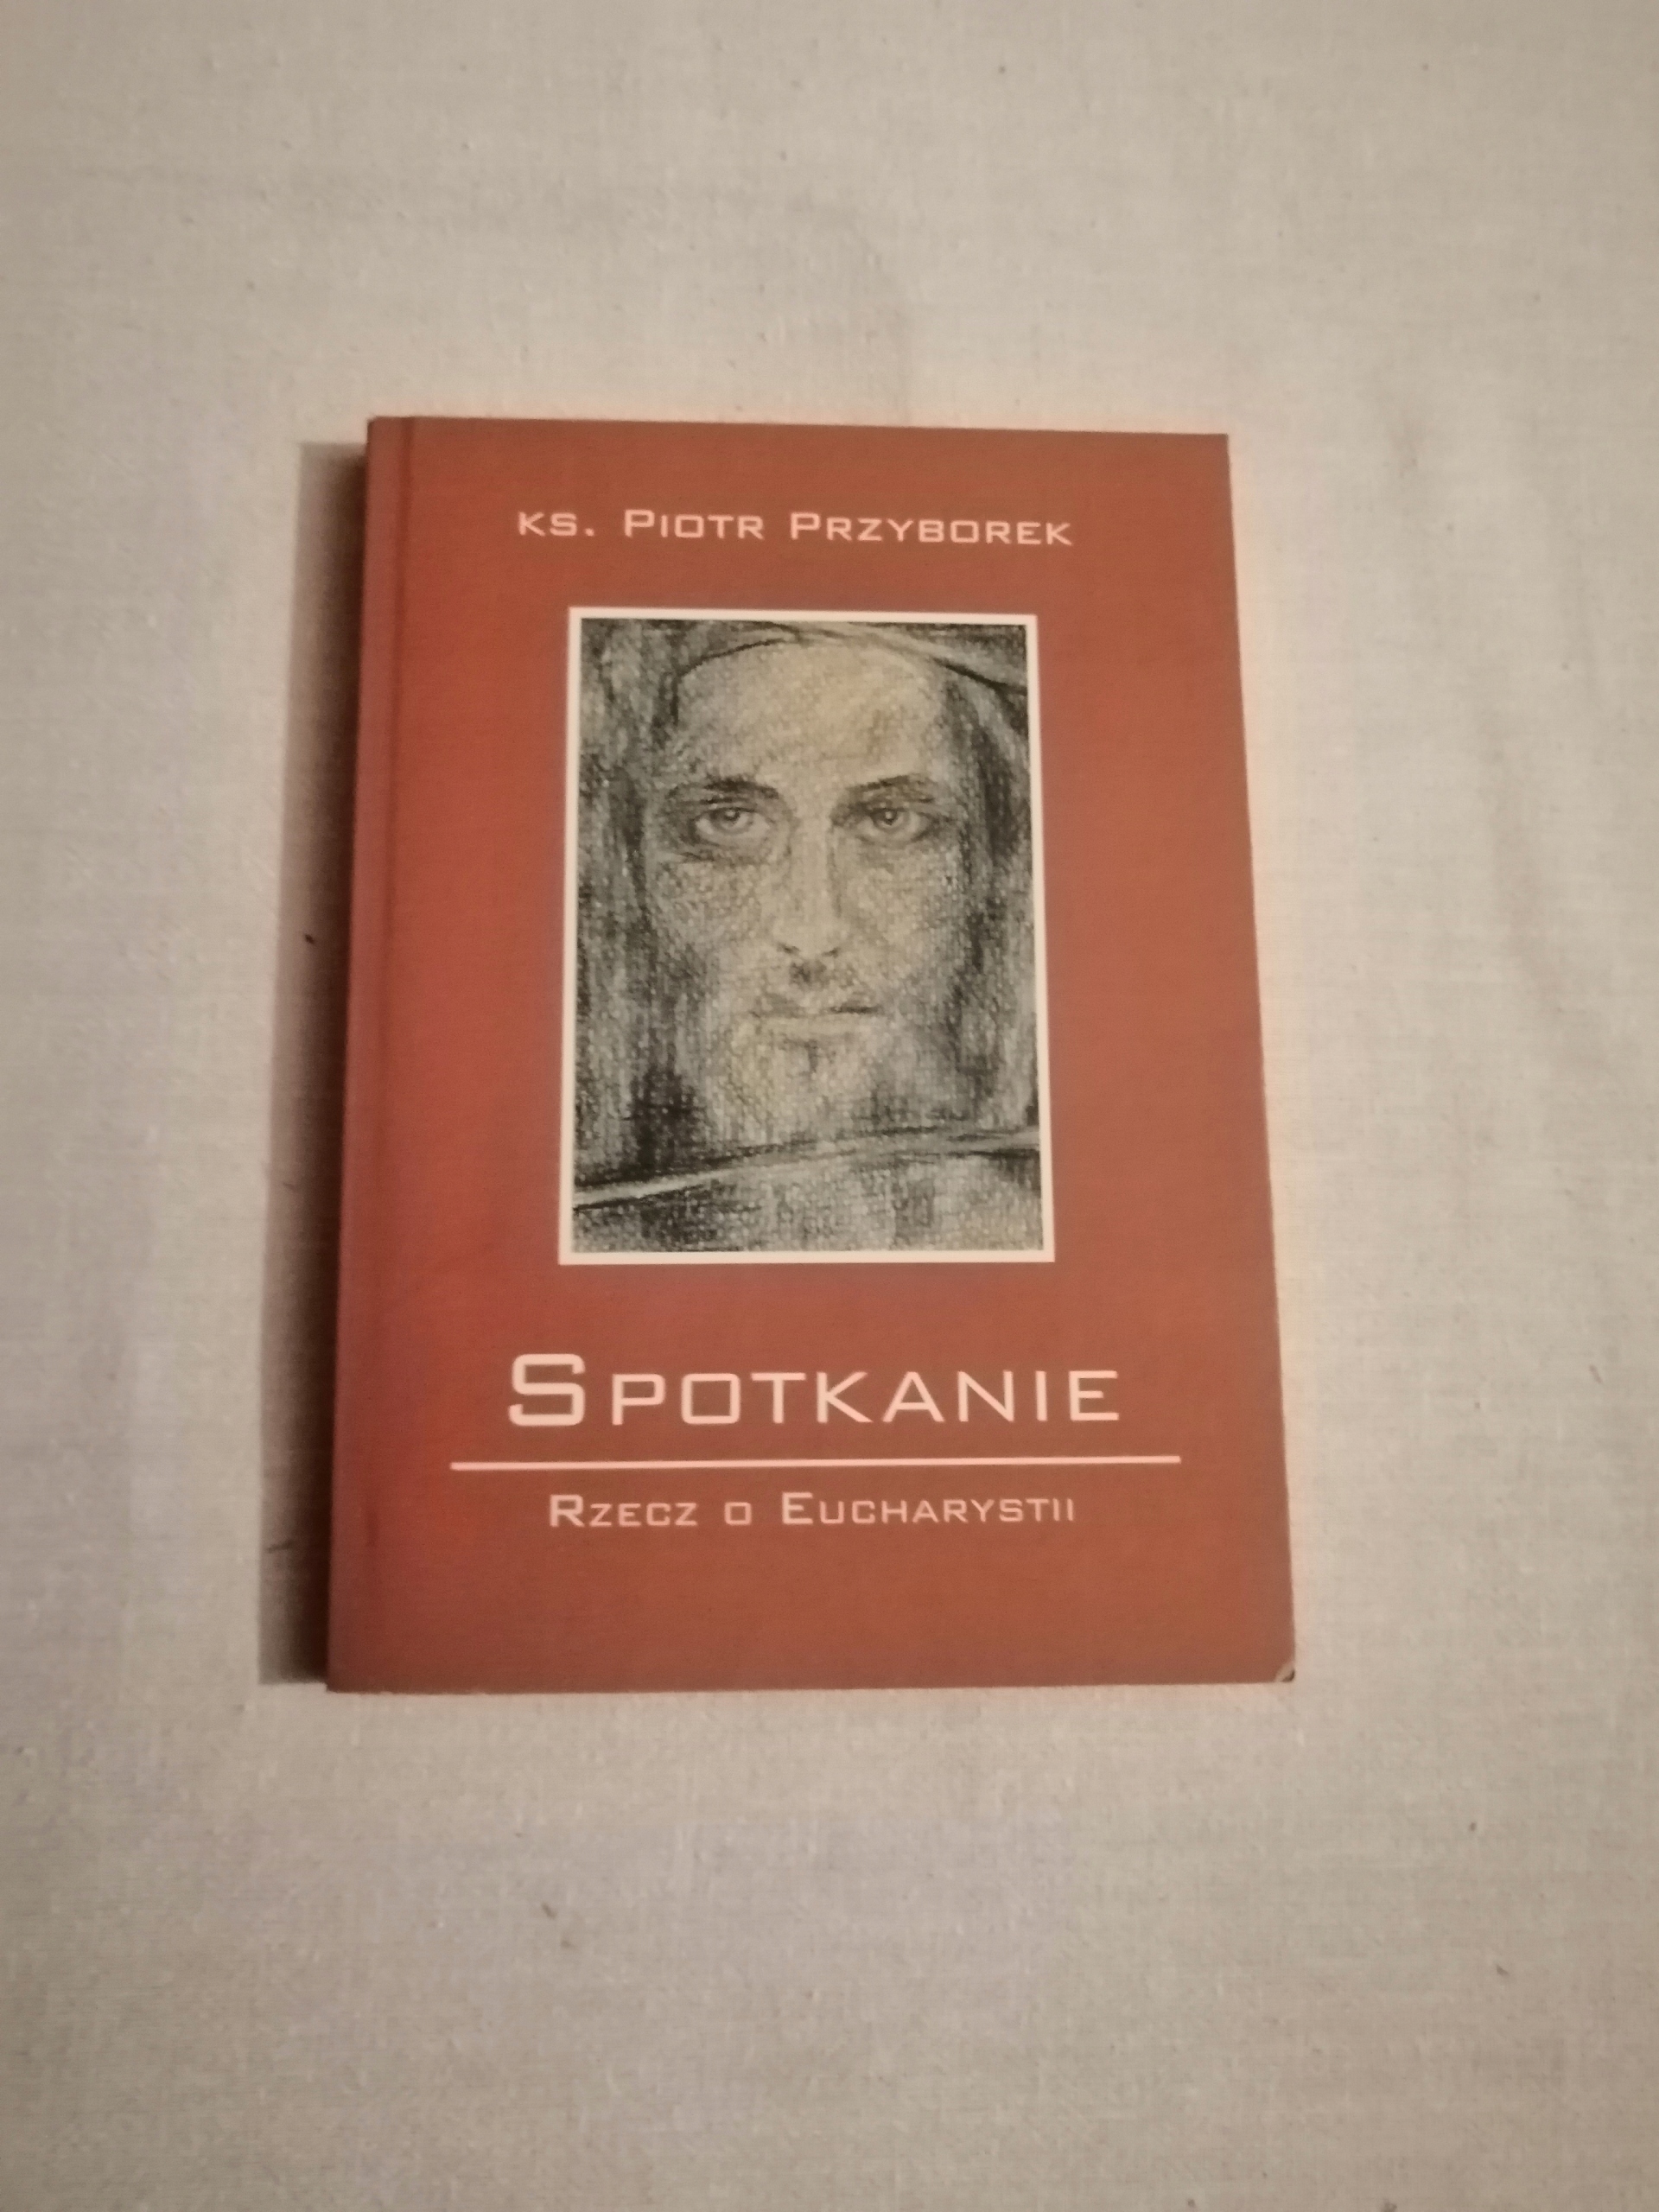 ks. Piotr Przyborek
Spotkanie
Rzecz o Eucharystii